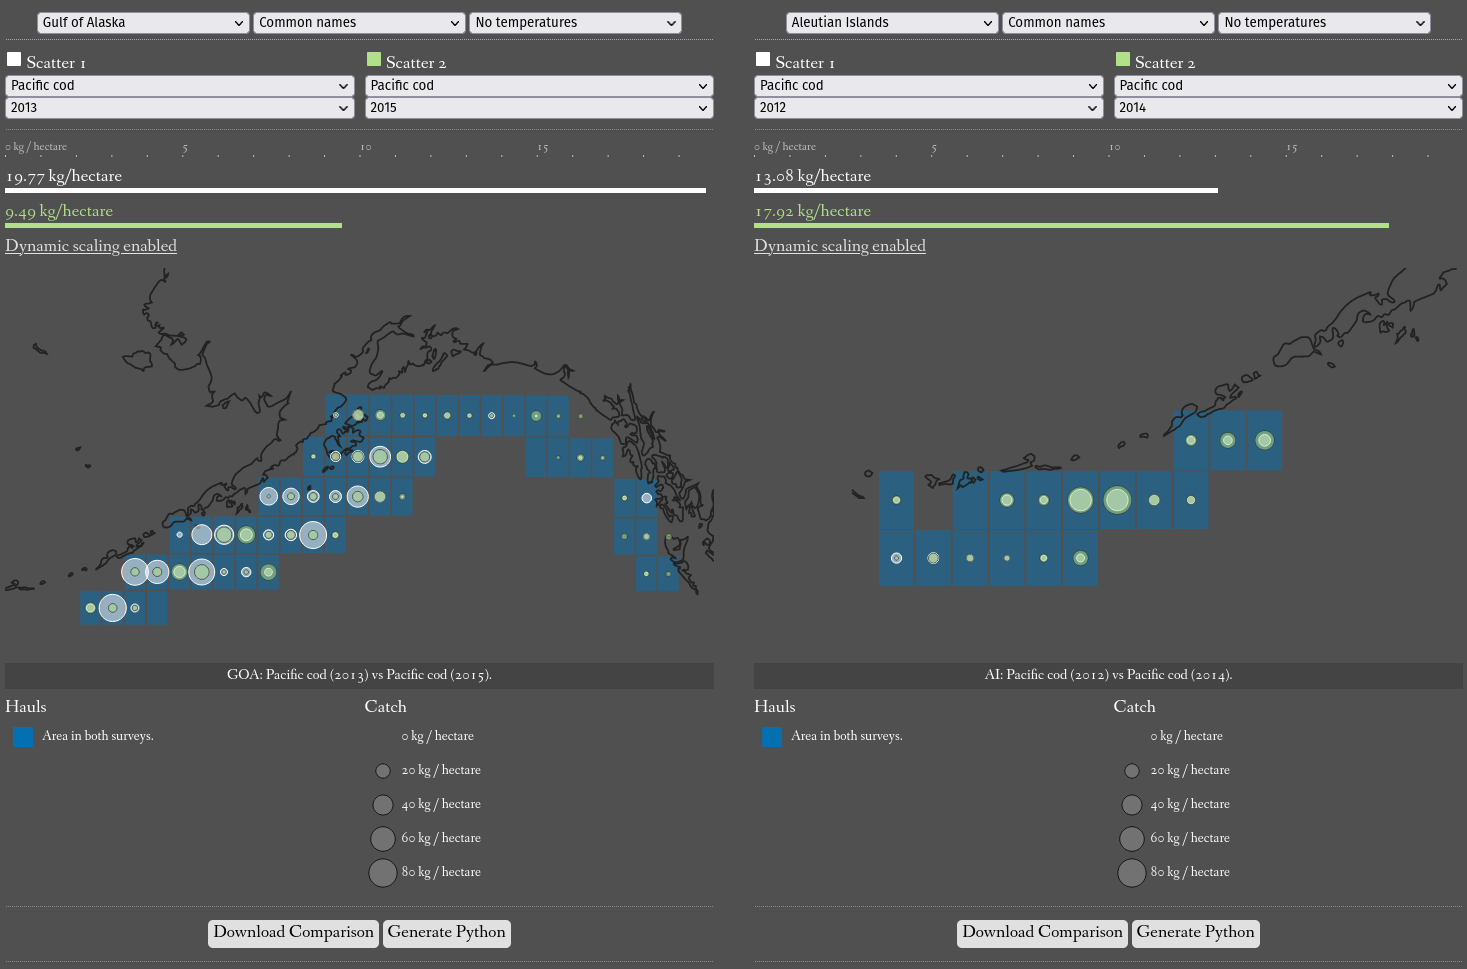 Gulf of Alaska
Common names
No temperatures
Scatter 1
Scatter 2
Pacific cod
Pacific cod
2013
2015
0 kg / hectare
5
10
15
19.77 kg/hectare
9.49 kg/hectare
Dynamic scaling enabled
GOA: Pacific cod (2013) vs Pacific cod (2015).
Hauls
Catch
Area in both surveys.
0 kg / hectare
20 kg / hectare
40 kg / hectare
60 kg / hectare
80 kg / hectare
Download Comparison
Generate Python
Aleutian Islands
Common names
No temperatures
Scatter 1
Scatter 2
Pacific cod
Pacific cod
2012
2014
0 kg / hectare
5
10
15
13.08 kg/hectare
17.92 kg/hectare
Dynamic scaling enabled
AI: Pacific cod (2012) vs Pacific cod (2014).
Hauls
Catch
Area in both surveys.
0 kg / hectare
20 kg / hectare
40 kg / hectare
60 kg / hectare
80 kg / hectare
Download Comparison
Generate Python